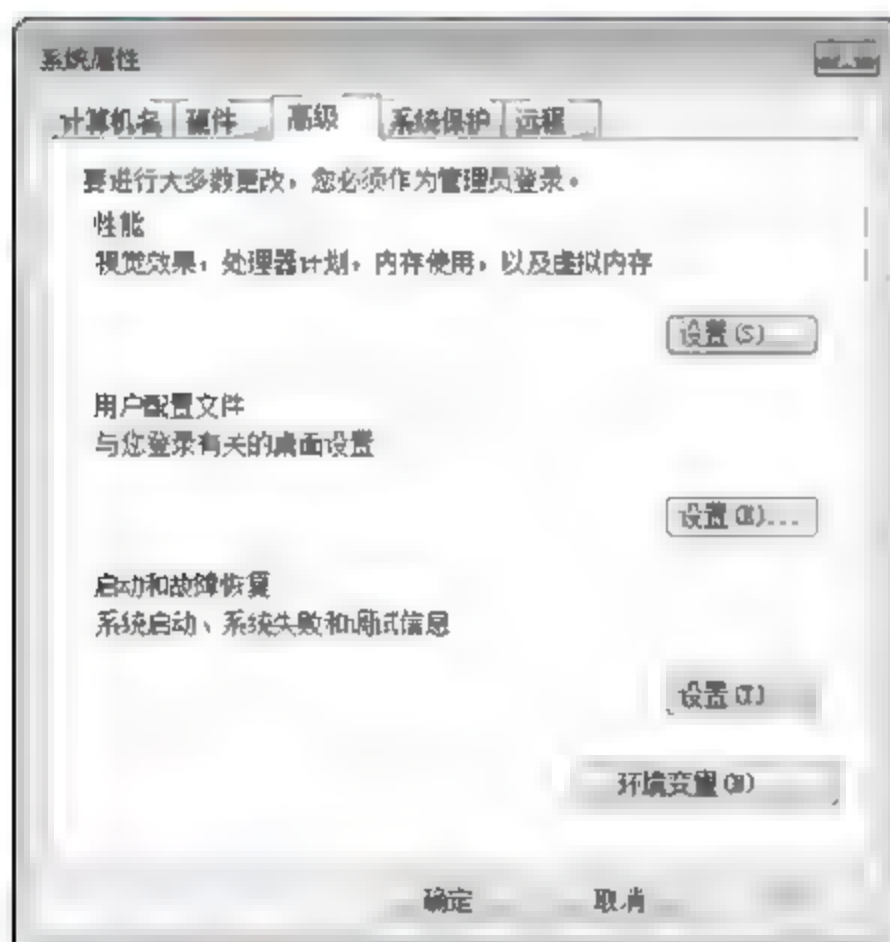 系统属性
计算机名 硬件 高级 系统保护 远程
要进行大多数更改，您必须作为管理员登录。
性能
视觉效果，处理器计划，内存使用，以及虚拟内存
设置(S)
用户配置文件
与您登录有关的桌面设置
设置(E)...
启动和故障恢复
系统启动、系统失败和调试信息
设置(T)
环境变量(N)
确定 取消